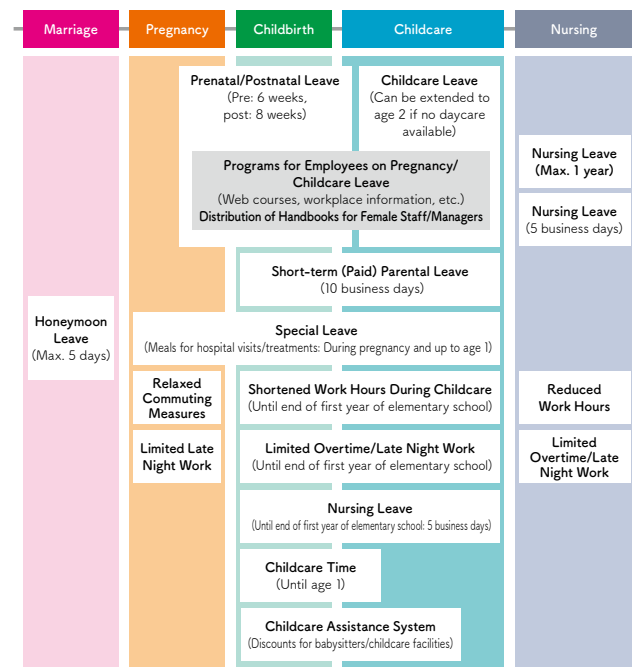 Marriage
Pregnancy
Childbirth
Childcare
Nursing
Prenatal/Postnatal Leave
(Pre: 6 weeks,
post: 8 weeks)
Childcare Leave
(Can be extended to
age 2 if no daycare
available)
Programs for Employees on Pregnancy/
Childcare Leave
(Web courses, workplace information, etc.)
Distribution of Handbooks for Female Staff/Managers
Nursing Leave
(Max. 1 year)
Nursing Leave
(5 business days)
Short-term (Paid) Parental Leave
(10 business days)
Honeymoon
Leave
(Max. 5 days)
Special Leave
(Meals for hospital visits/treatments: During pregnancy and up to age 1)
Relaxed
Commuting
Measures
Shortened Work Hours During Childcare
(Until end of first year of elementary school)
Reduced
Work Hours
Limited Late
Night Work
Limited Overtime/Late Night Work
(Until end of first year of elementary school)
Limited
Overtime/Late
Night Work
Nursing Leave
(Until end of first year of elementary school: 5 business days)
Childcare Time
(Until age 1)
Childcare Assistance System
(Discounts for babysitters/childcare facilities)